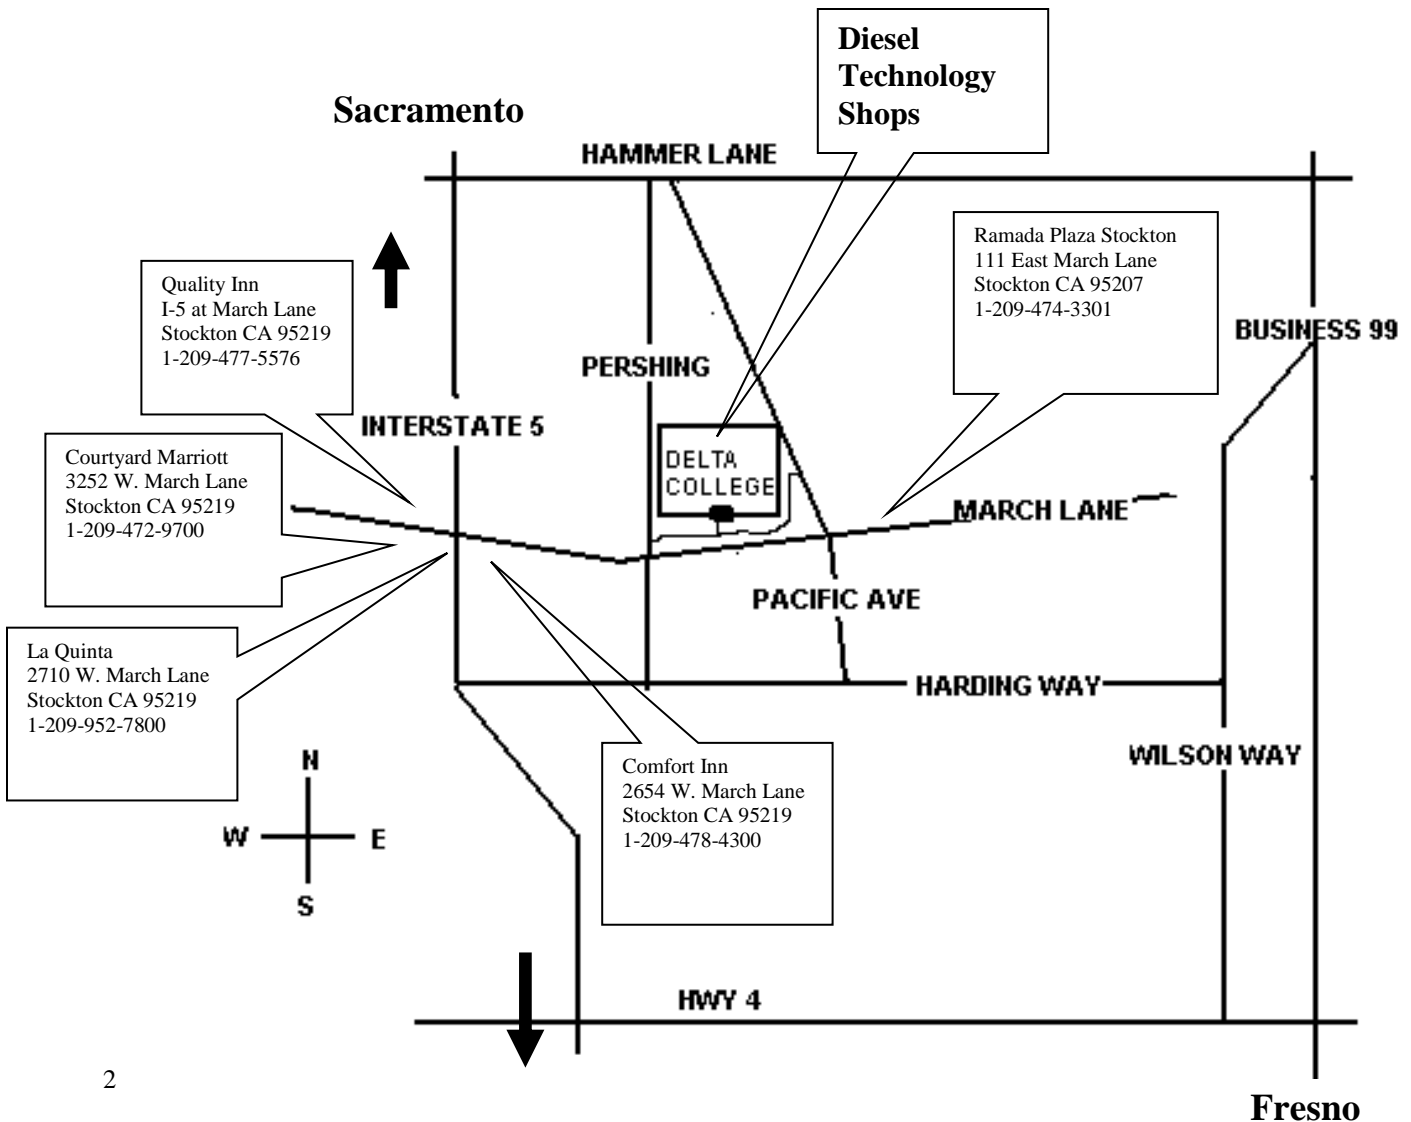 Diesel
Technology
Shops
Sacramento
HAMMER LANE
Ramada Plaza Stockton
111 East March Lane
Stockton CA 95207
1-209-474-3301
Quality Inn
I-5 at March Lane
Stockton CA 95219
1-209-477-5576
BUSINESS 99
PERSHING
INTERSTATE 5
Courtyard Marriott
3252 W. March Lane
Stockton CA 95219
1-209-472-9700
DELTA
COLLEGE
MARCH LANE
PACIFIC AVE
La Quinta
2710 W. March Lane
Stockton CA 95219
1-209-952-7800
HARDING WAY
WILSON WAY
Comfort Inn
2654 W. March Lane
Stockton CA 95219
1-209-478-4300
N
W
E
S
HWY 4
2
Fresno